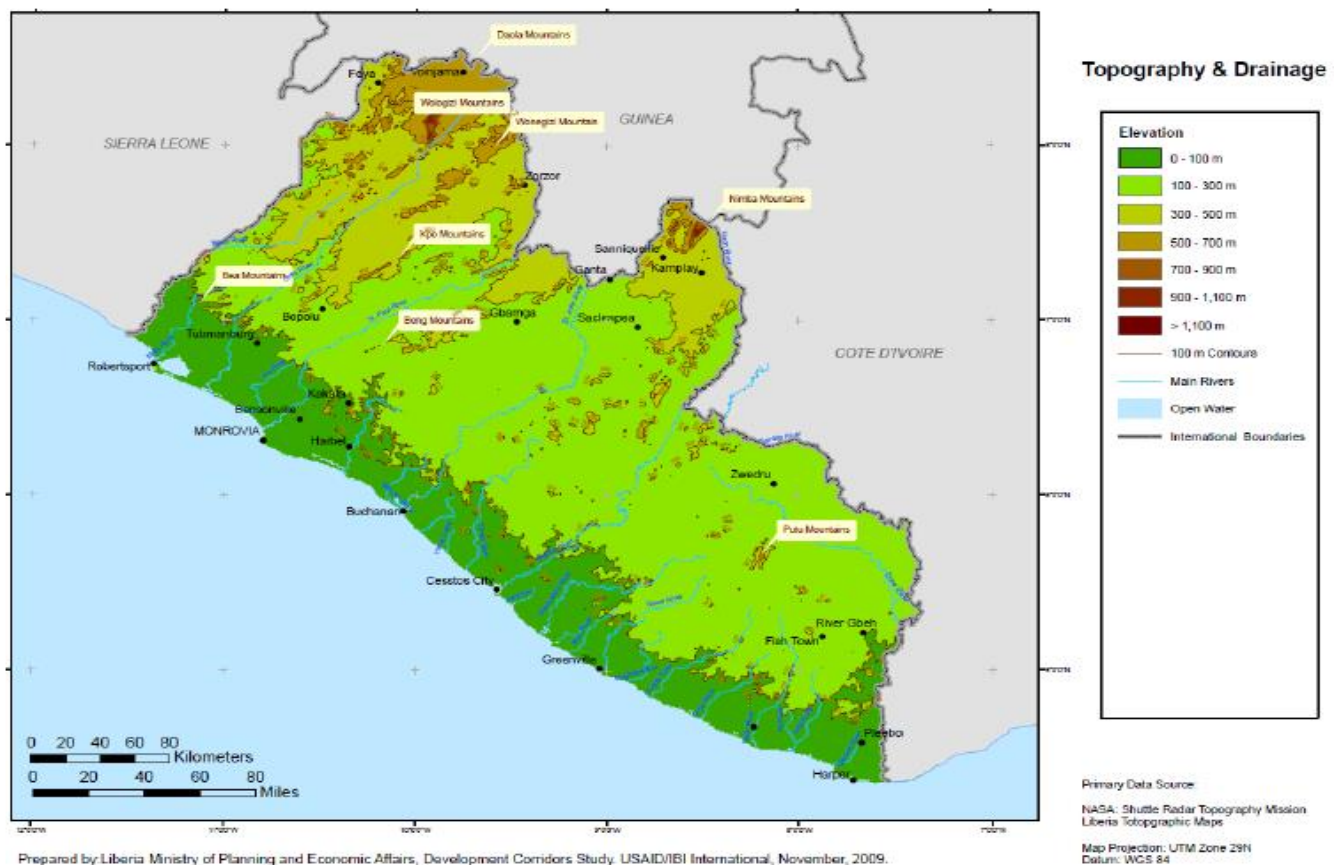 Topography & Drainage
Elevation
0 - 100 m
100 - 300 m
300 - 500 m
500 - 700 m
700 - 900 m
900 - 1,100 m
> 1,100 m
100 m Contours
Main Rivers
Open Water
International Boundaries
Daola Mountains
Voinjama
Foya
Wologizi Mountains
Wonegizi Mountain
GUINEA
SIERRA LEONE
Zorzor
Nimba Mountains
Kpo Mountains
Sanniquellie
Ganta
Kamplay
Bea Mountains
Bopolu
Gbarnga
Saclepea
Bong Mountains
Tubmanburg
COTE D'IVOIRE
Robertsport
Kakata
Bensonville
MONROVIA
Harbel
Zwedru
Buchanan
Putu Mountains
Cesstos City
River Gbeh
Fish Town
Greenville
Pleebo
Harper
0 20 40 60 80
Kilometers
0 20 40 60 80
Miles
Primary Data Source:
NASA: Shuttle Radar Topography Mission
Liberia Totopgraphic Maps
Map Projection: UTM Zone 29N
Datum: WGS 84
Prepared by Liberia Ministry of Planning and Economic Affairs, Development Corridors Study. USAID/IBI International, November, 2009.